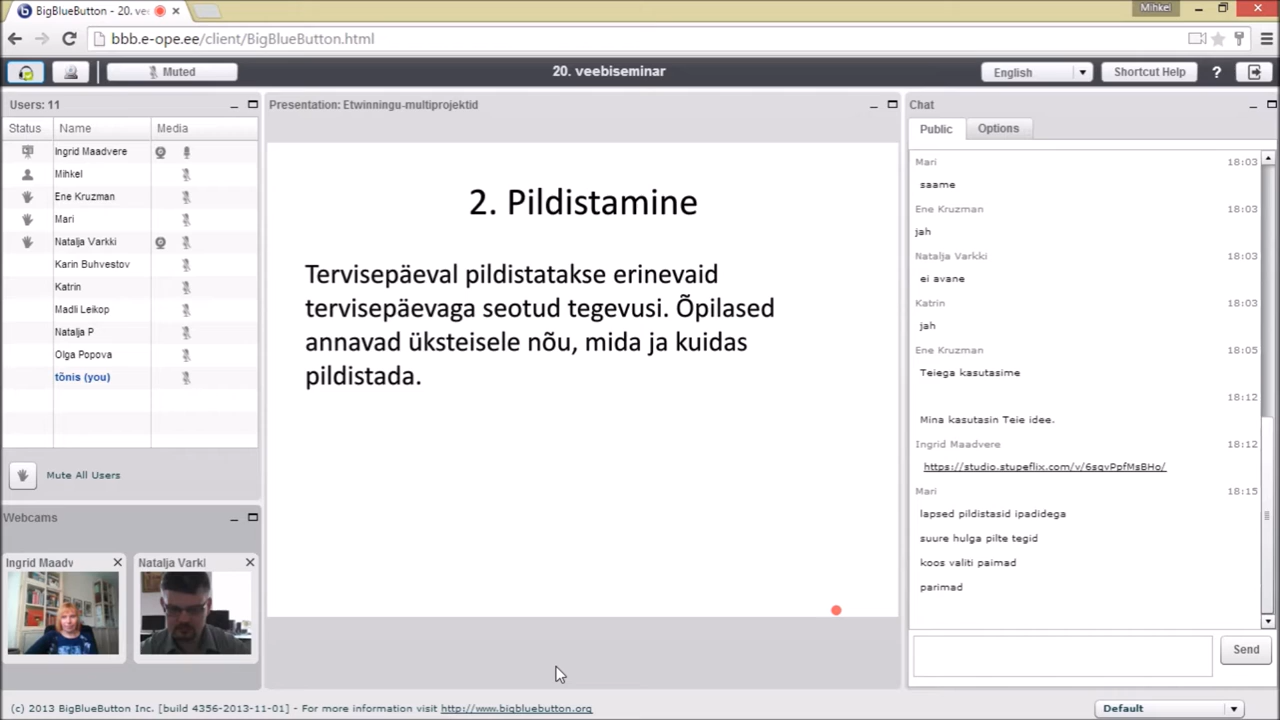 BigBlueButton - 20. ve
Mihkel
bbb.e-ope.ee/client/BigBlueButton.html
Muted
20. veebiseminar
English
Shortcut Help
?
Users: 11
Status Name Media
Ingrid Maadvere
Mihkel
Ene Kruzman
Mari
Natalja Varkki
Karin Buhvestov
Katrin
Madli Leikop
Natalja P
Olga Popova
tõnis (you)
Mute All Users
Webcams
Ingrid Maadv
Natalja Varkl
Presentation: Etwinningu-multiprojektid
2. Pildistamine
Tervisepäeval pildistatakse erinevaid
tervisepäevaga seotud tegevusi. Õpilased
annavad üksteisele nõu, mida ja kuidas
pildistada.
Chat
Public Options
Mari 18:03
saame
Ene Kruzman 18:03
jah
Natalja Varkki 18:03
ei avane
Katrin 18:03
jah
Ene Kruzman 18:05
Teiega kasutasime
18:12
Mina kasutasin Teie idee.
Ingrid Maadvere 18:12
https://studio.stupeflix.com/v/6sqvPpfMsBHo/
Mari 18:15
lapsed pildistasid ipadidega
suure hulga pilte tegid
koos valiti paimad
parimad
Send
(c) 2013 BigBlueButton Inc. [build 4356-2013-11-01] - For more information visit http://www.bigbluebutton.org
Default